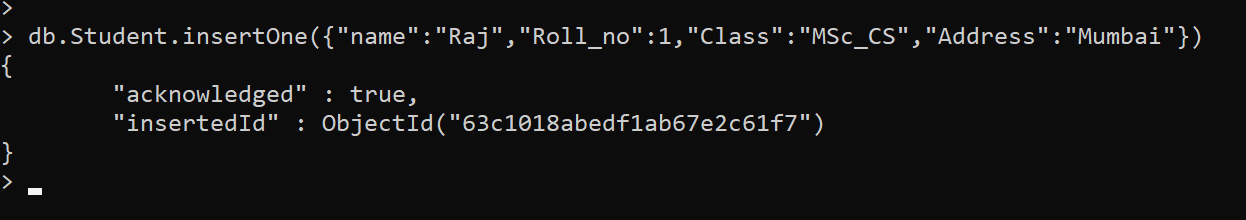 >
> db.Student.insertOne({"name":"Raj","Roll_no":1,"Class":"MSc_CS","Address":"Mumbai"})
{
        "acknowledged" : true,
        "insertedId" : ObjectId("63c1018abedf1ab67e2c61f7")
}
>